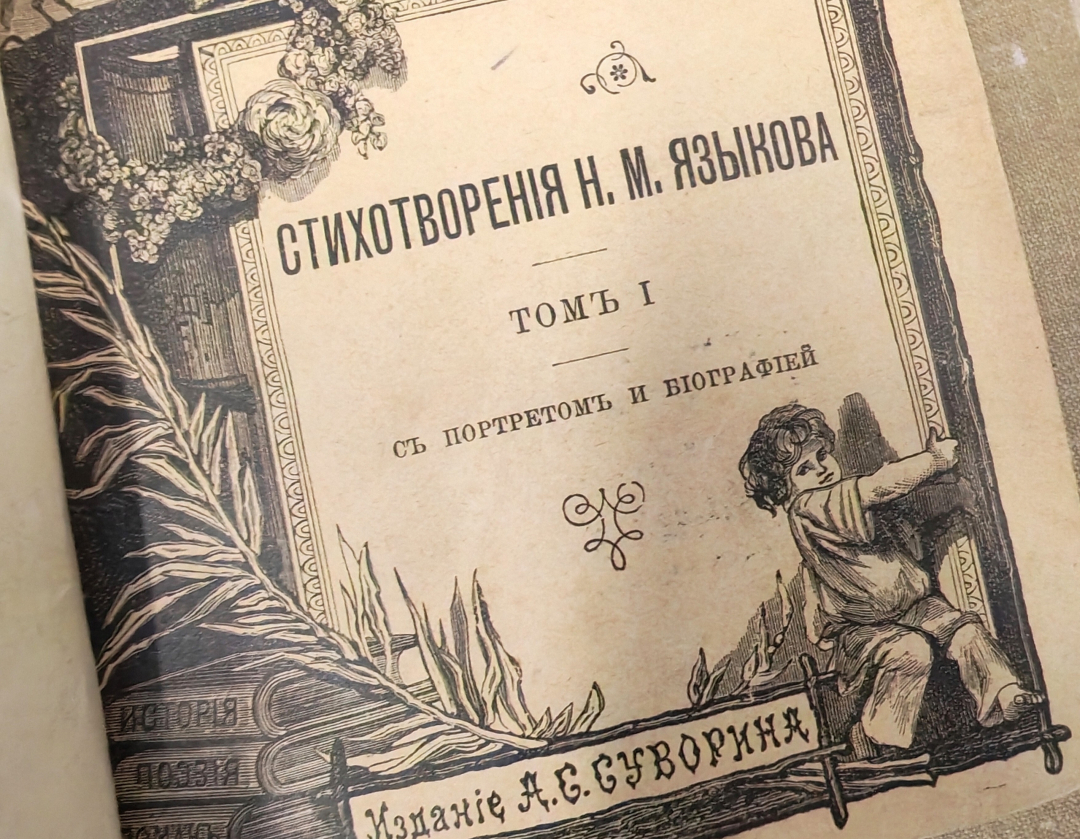 СТИХОТВОРЕНІЯ Н. М. ЯЗЫКОВА
ТОМЪ I
СЪ ПОРТРЕТОМЪ И БІОГРАФІЕЙ
ИСТОРІЯ
ПОЭЗІЯ
Изданіе А. С. СУВОРИНА